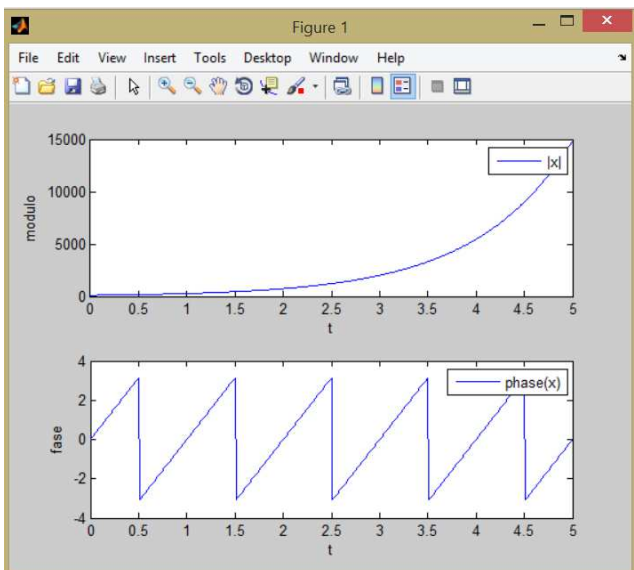 Figure 1
File Edit View Insert Tools Desktop Window Help
15000
10000
5000
0
modulo
|x|
0 0.5 1 1.5 2 2.5 3 3.5 4 4.5 5
t
4
2
0
-2
-4
fase
phase(x)
0 0.5 1 1.5 2 2.5 3 3.5 4 4.5 5
t